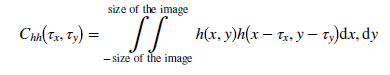 size of the image
C_hh(τ_x, τ_y) = ∬ h(x, y)h(x − τ_x, y − τ_y)dx, dy
− size of the image